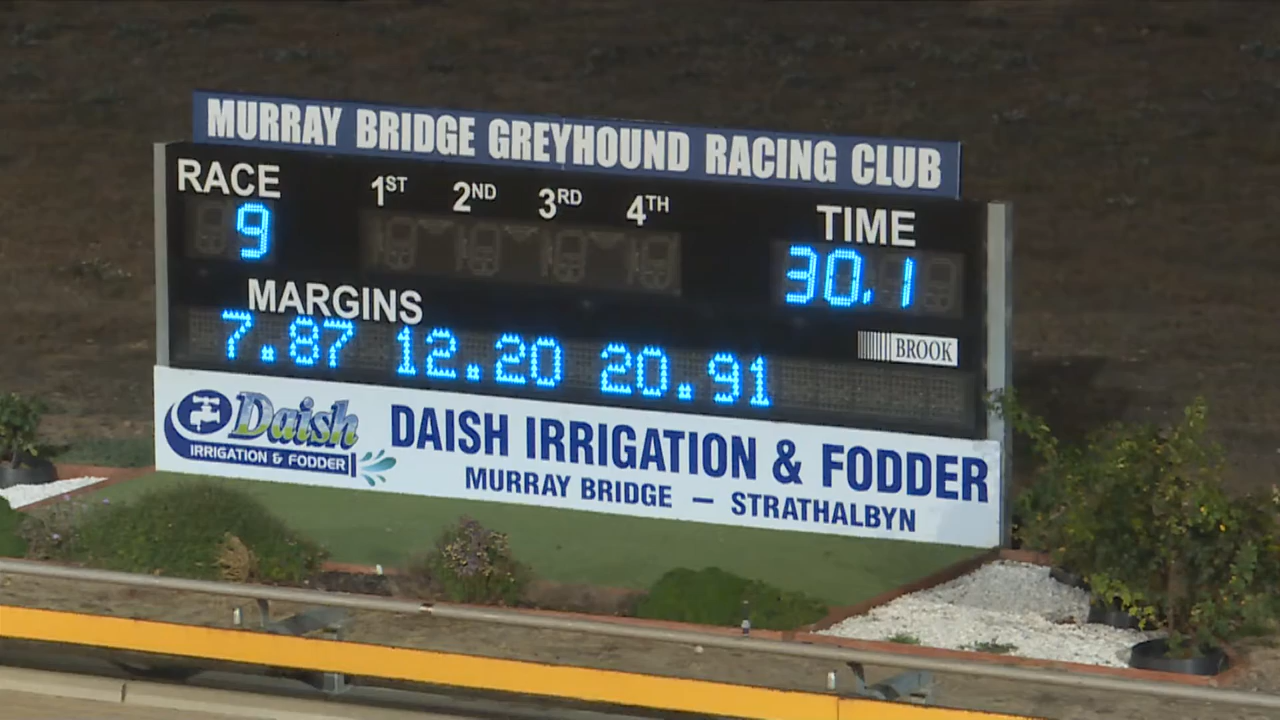 MURRAY BRIDGE GREYHOUND RACING CLUB
RACE 1ST 2ND 3RD 4TH TIME
9 30.1
MARGINS
7.87 12.20 20.91
BROOK
Daish
IRRIGATION & FODDER
DAISH IRRIGATION & FODDER
MURRAY BRIDGE – STRATHALBYN